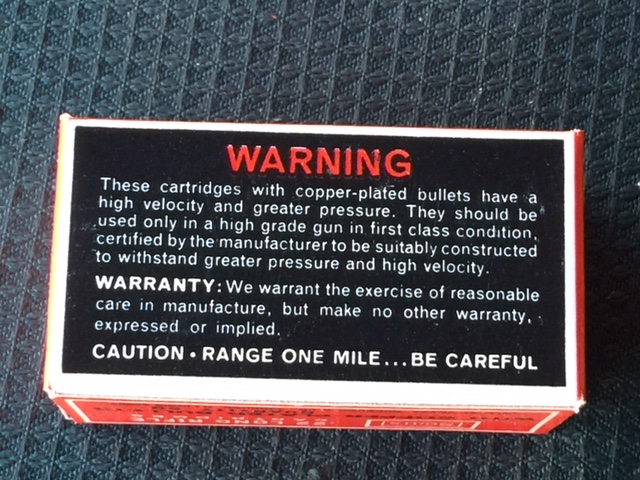 WARNING
These cartridges with copper-plated bullets have a
high velocity and greater pressure. They should be
used only in a high grade gun in first class condition,
certified by the manufacturer to be suitably constructed
to withstand greater pressure and high velocity.
WARRANTY: We warrant the exercise of reasonable
care in manufacture, but make no other warranty,
expressed or implied.
CAUTION • RANGE ONE MILE...BE CAREFUL
22 LONG RIFLE